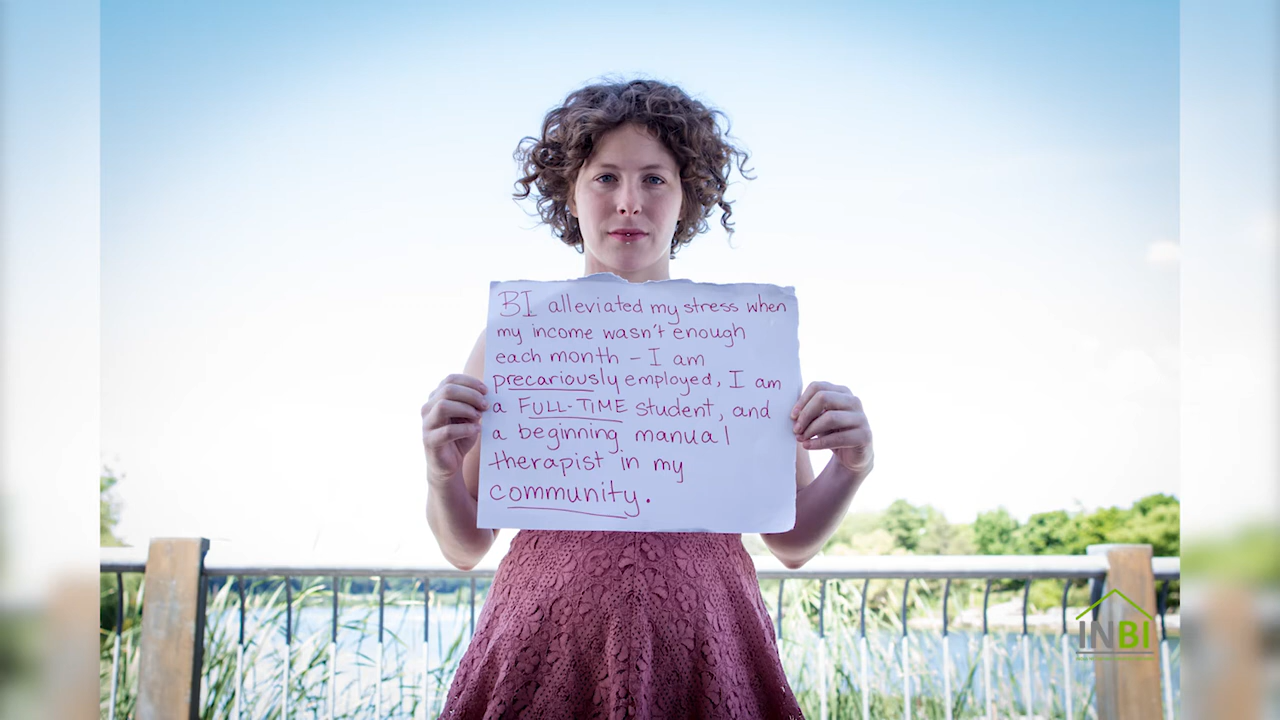 BI alleviated my stress when
my income wasn't enough
each month - I am
precariously employed, I am
a FULL-TIME student, and
a beginning manual
therapist in my
community.
INBI